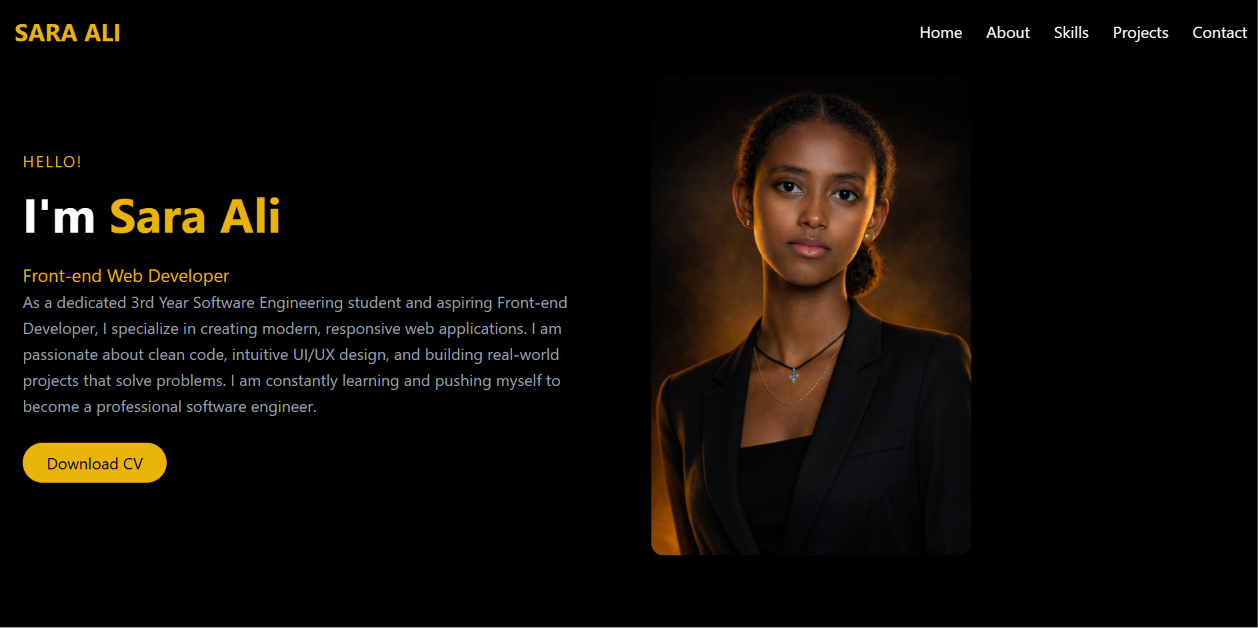 SARA ALI
Home About Skills Projects Contact
HELLO!
I'm Sara Ali
Front-end Web Developer
As a dedicated 3rd Year Software Engineering student and aspiring Front-end
Developer, I specialize in creating modern, responsive web applications. I am
passionate about clean code, intuitive UI/UX design, and building real-world
projects that solve problems. I am constantly learning and pushing myself to
become a professional software engineer.
Download CV